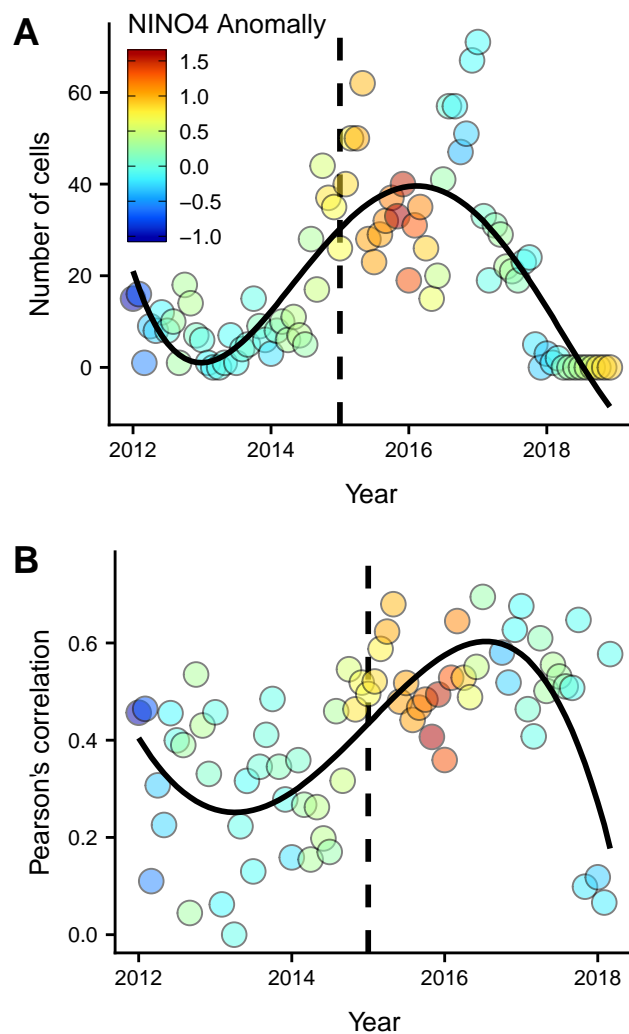 A
NINO4 Anomally
1.5
1.0
0.5
0.0
−0.5
−1.0
Number of cells
60
40
20
0
2012 2014 2016 2018
Year
B
Pearson's correlation
0.6
0.4
0.2
0.0
2012 2014 2016 2018
Year